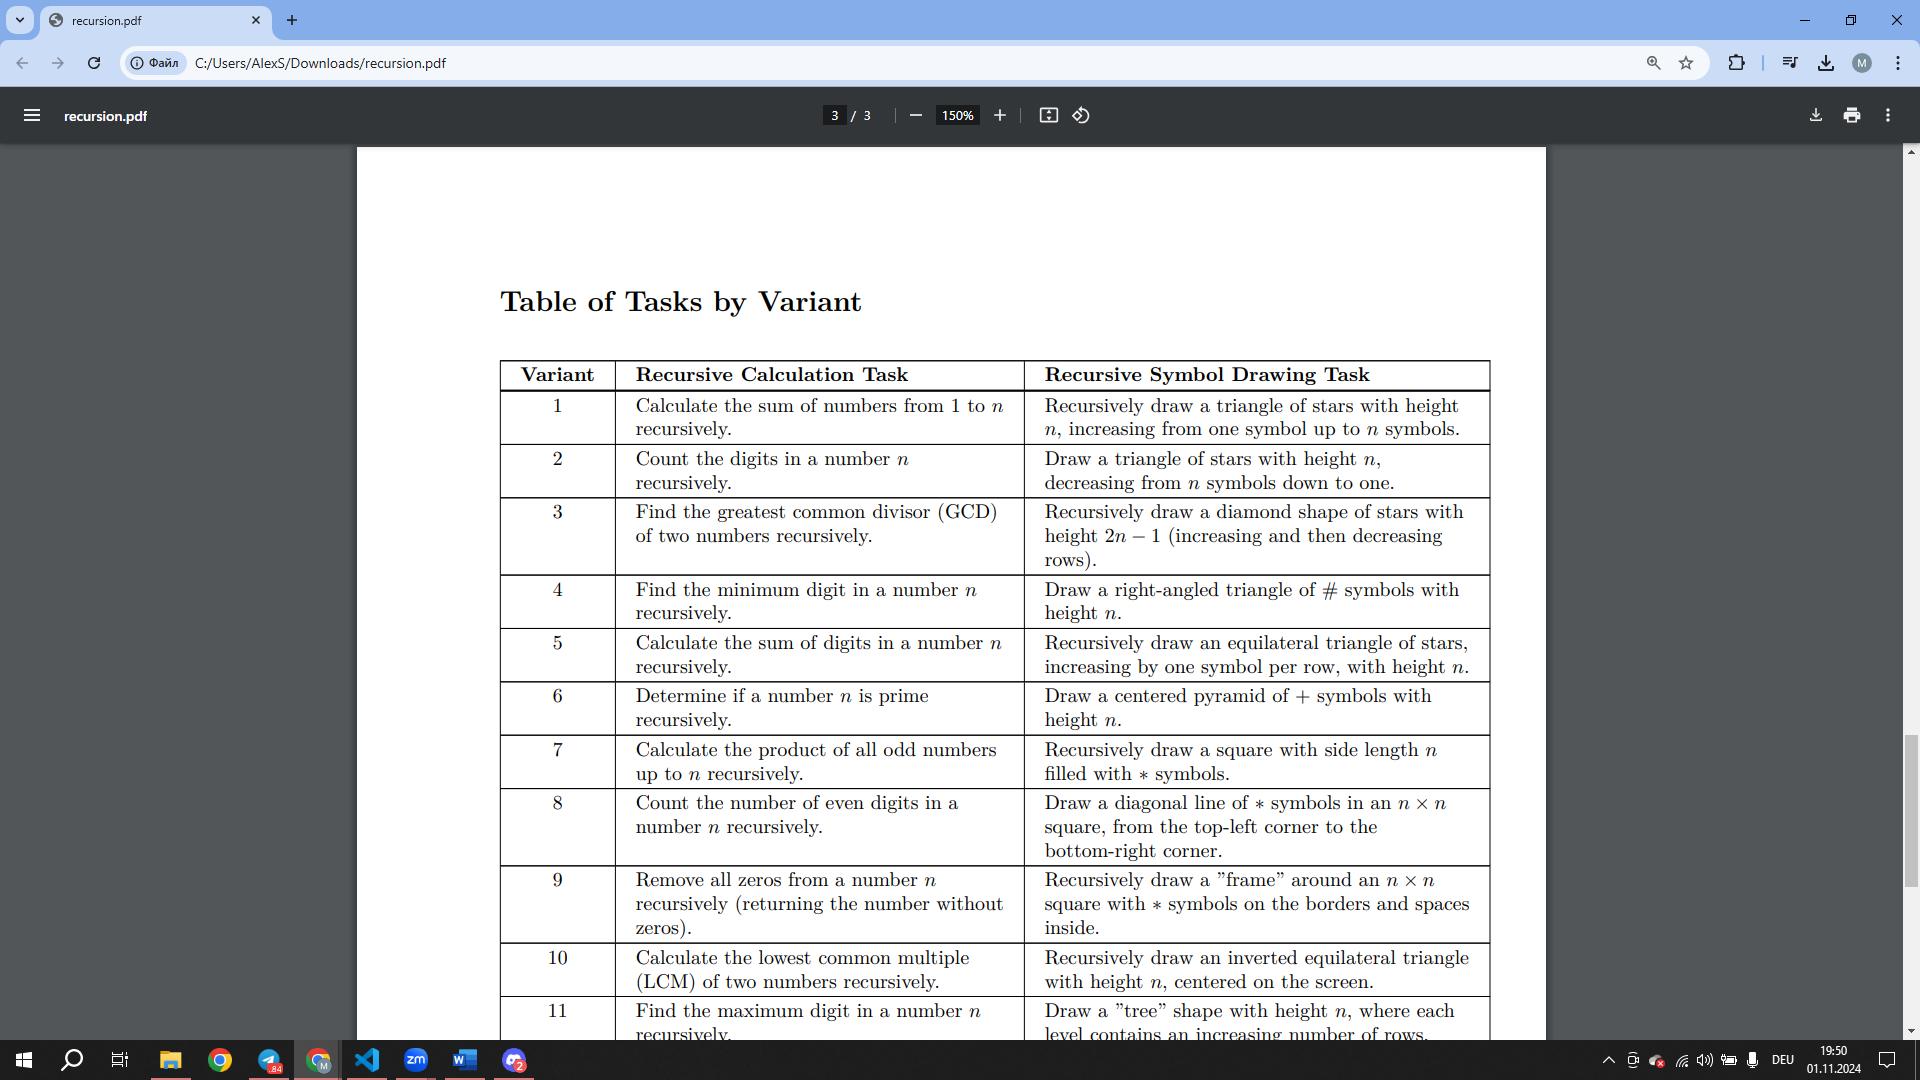 recursion.pdf
Файл
C:/Users/AlexS/Downloads/recursion.pdf
M
recursion.pdf
3 / 3
150%
Table of Tasks by Variant
Variant Recursive Calculation Task Recursive Symbol Drawing Task
1 Calculate the sum of numbers from 1 to n Recursively draw a triangle of stars with height
recursively. n, increasing from one symbol up to n symbols.
2 Count the digits in a number n Draw a triangle of stars with height n,
recursively. decreasing from n symbols down to one.
3 Find the greatest common divisor (GCD) Recursively draw a diamond shape of stars with
of two numbers recursively. height 2n − 1 (increasing and then decreasing
rows).
4 Find the minimum digit in a number n Draw a right-angled triangle of # symbols with
recursively. height n.
5 Calculate the sum of digits in a number n Recursively draw an equilateral triangle of stars,
recursively. increasing by one symbol per row, with height n.
6 Determine if a number n is prime Draw a centered pyramid of + symbols with
recursively. height n.
7 Calculate the product of all odd numbers Recursively draw a square with side length n
up to n recursively. filled with ∗ symbols.
8 Count the number of even digits in a Draw a diagonal line of ∗ symbols in an n × n
number n recursively. square, from the top-left corner to the
bottom-right corner.
9 Remove all zeros from a number n Recursively draw a ”frame” around an n × n
recursively (returning the number without square with ∗ symbols on the borders and spaces
zeros). inside.
10 Calculate the lowest common multiple Recursively draw an inverted equilateral triangle
(LCM) of two numbers recursively. with height n, centered on the screen.
11 Find the maximum digit in a number n Draw a ”tree” shape with height n, where each
recursively. level contains an increasing number of rows.
.84
M
zm
W
2
DEU
19:50
01.11.2024